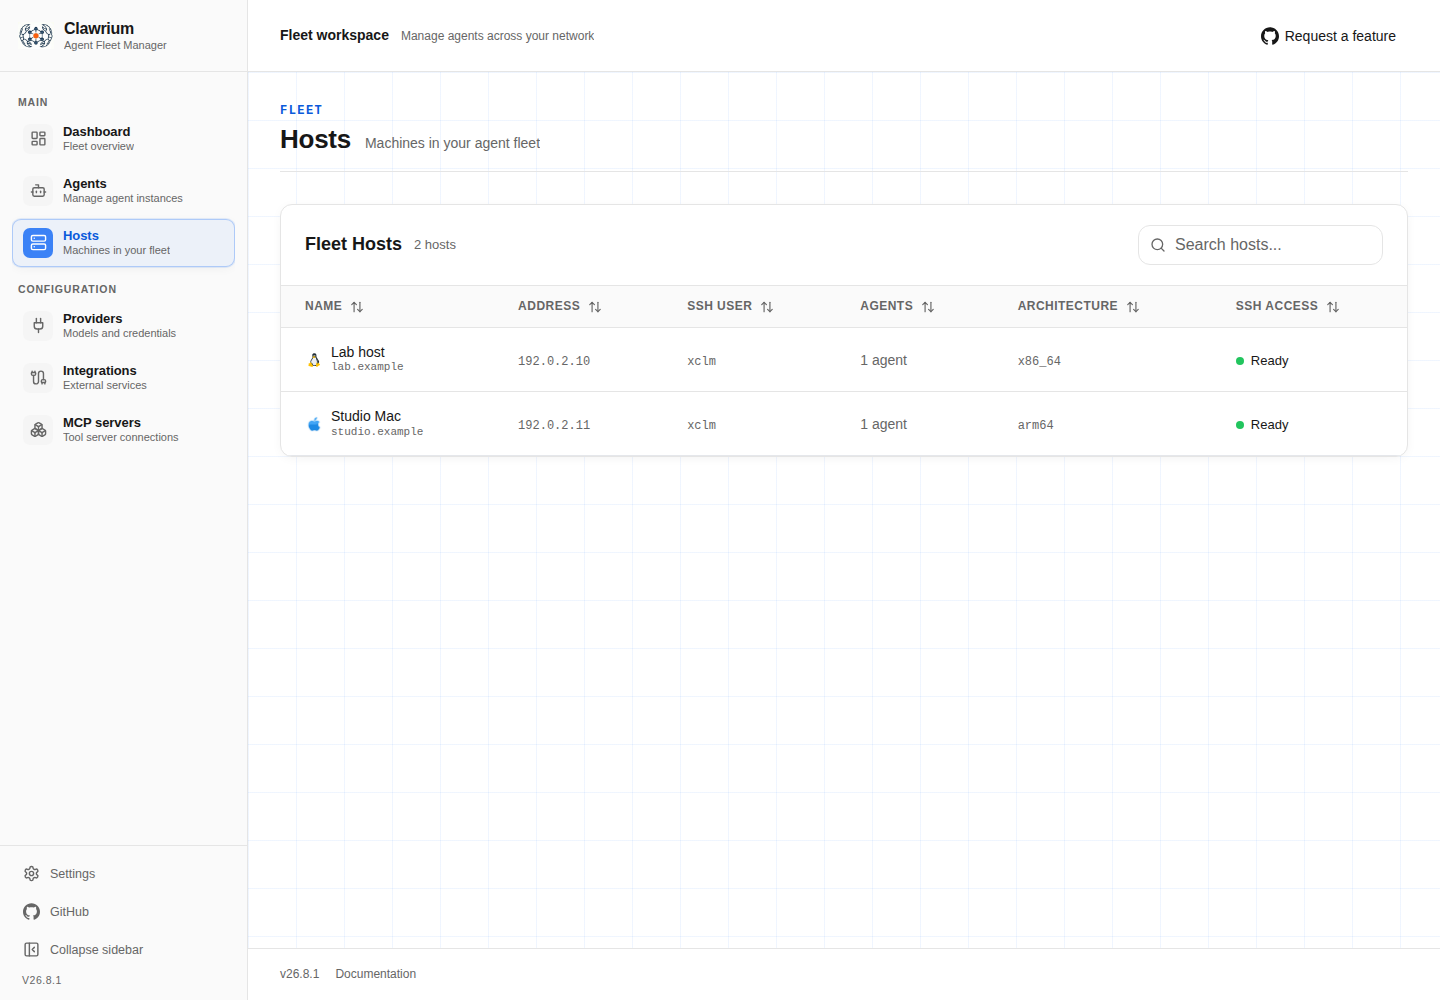 Clawrium
Agent Fleet Manager
MAIN
Dashboard
Fleet overview
Agents
Manage agent instances
Hosts
Machines in your fleet
CONFIGURATION
Providers
Models and credentials
Integrations
External services
MCP servers
Tool server connections
Settings
GitHub
Collapse sidebar
V26.8.1
Fleet workspace Manage agents across your network
Request a feature
FLEET
Hosts Machines in your agent fleet
Fleet Hosts 2 hosts
Search hosts...
NAME ADDRESS SSH USER AGENTS ARCHITECTURE SSH ACCESS
Lab host
lab.example
192.0.2.10 xclm 1 agent x86_64 Ready
Studio Mac
studio.example
192.0.2.11 xclm 1 agent arm64 Ready
v26.8.1 Documentation